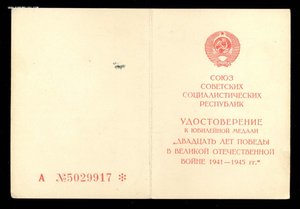 А №5029917 *
СОЮЗ
СОВЕТСКИХ
СОЦИАЛИСТИЧЕСКИХ
РЕСПУБЛИК
УДОСТОВЕРЕНИЕ
К ЮБИЛЕЙНОЙ МЕДАЛИ
„ДВАДЦАТЬ ЛЕТ ПОБЕДЫ
В ВЕЛИКОЙ ОТЕЧЕСТВЕННОЙ
ВОЙНЕ 1941—1945 гг.“